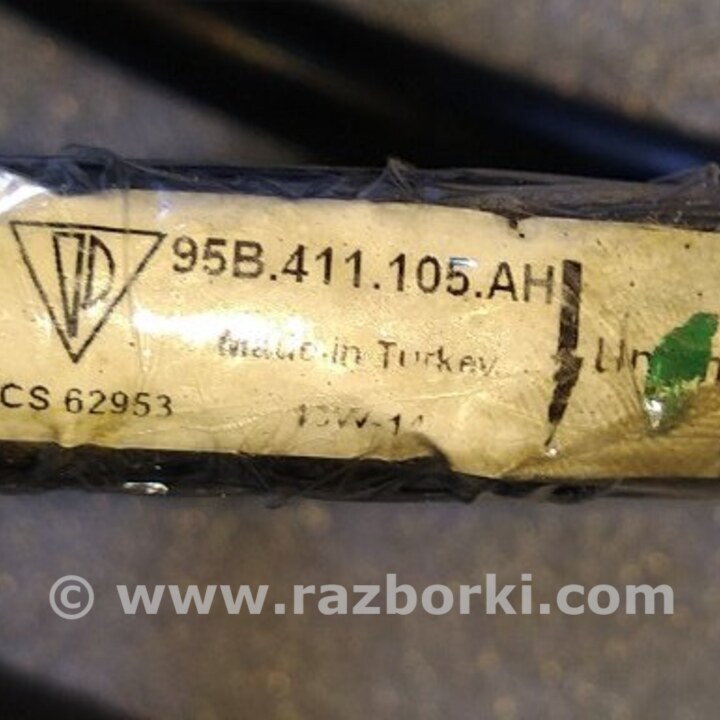 95B.411.105.AH
Made in Turkey
CS 62953
© www.razborki.com